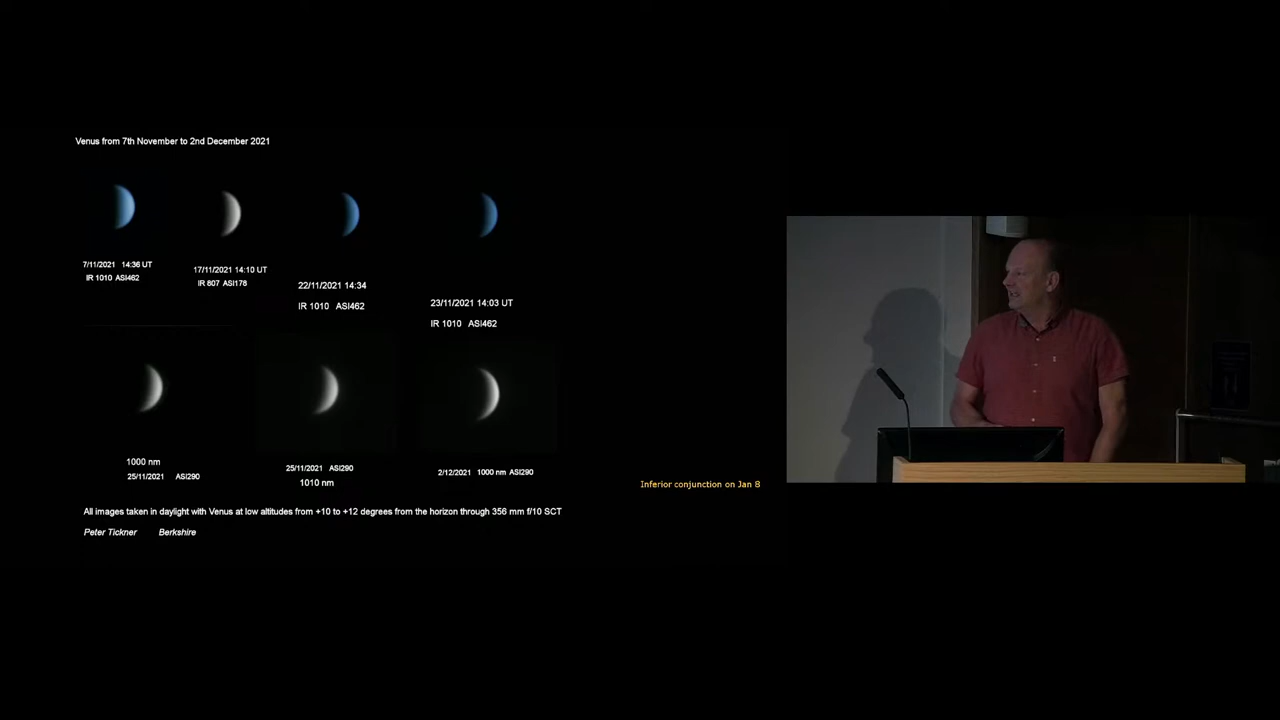 Venus from 7th November to 2nd December 2021
7/11/2021 14:36 UT
IR 1010 ASI462
17/11/2021 14:10 UT
IR 807 ASI178
22/11/2021 14:34
IR 1010 ASI462
23/11/2021 14:03 UT
IR 1010 ASI462
1000 nm
25/11/2021 ASI290
25/11/2021 ASI290
1010 nm
2/12/2021 1000 nm ASI290
Inferior conjunction on Jan 8
All images taken in daylight with Venus at low altitudes from +10 to +12 degrees from the horizon through 356 mm f/10 SCT
Peter Tickner Berkshire